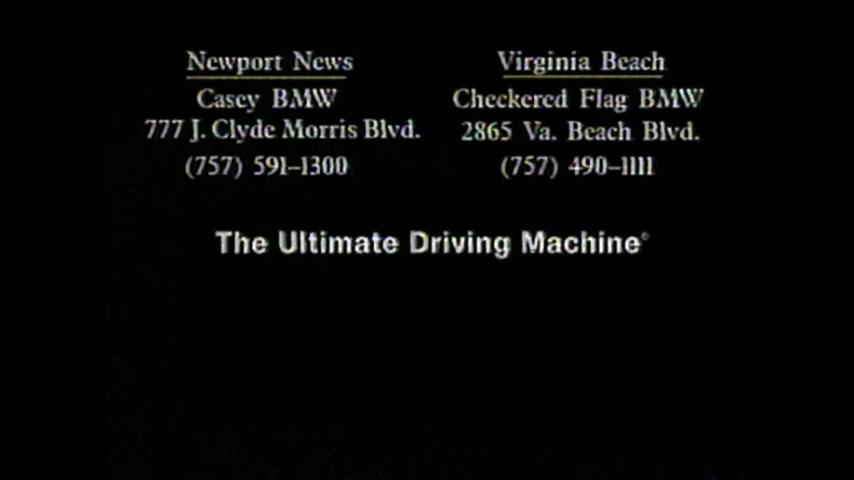 Newport News
Casey BMW
777 J. Clyde Morris Blvd.
(757) 591-1300
Virginia Beach
Checkered Flag BMW
2865 Va. Beach Blvd.
(757) 490-1111
The Ultimate Driving Machine®